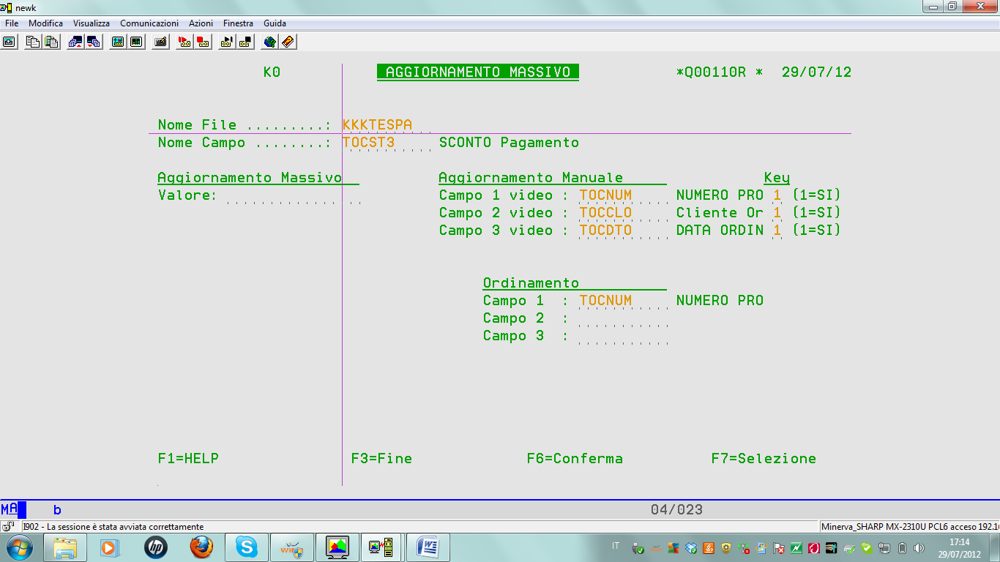 newk
File Modifica Visualizza Comunicazioni Azioni Finestra Guida
K0 AGGIORNAMENTO MASSIVO *Q00110R * 29/07/12
Nome File .........: KKKTESPA
Nome Campo ........: TOCST3 SCONTO Pagamento
Aggiornamento Massivo Aggiornamento Manuale Key
Valore: Campo 1 video : TOCNUM NUMERO PRO 1 (1=SI)
Campo 2 video : TOCCLO Cliente Or 1 (1=SI)
Campo 3 video : TOCDTO DATA ORDIN 1 (1=SI)
Ordinamento
Campo 1 : TOCNUM NUMERO PRO
Campo 2 :
Campo 3 :
F1=HELP F3=Fine F6=Conferma F7=Selezione
MA b 04/023
I902 - La sessione è stata avviata correttamente Minerva_SHARP MX-2310U PCL6 acceso 192.16
IT 17:14
29/07/2012